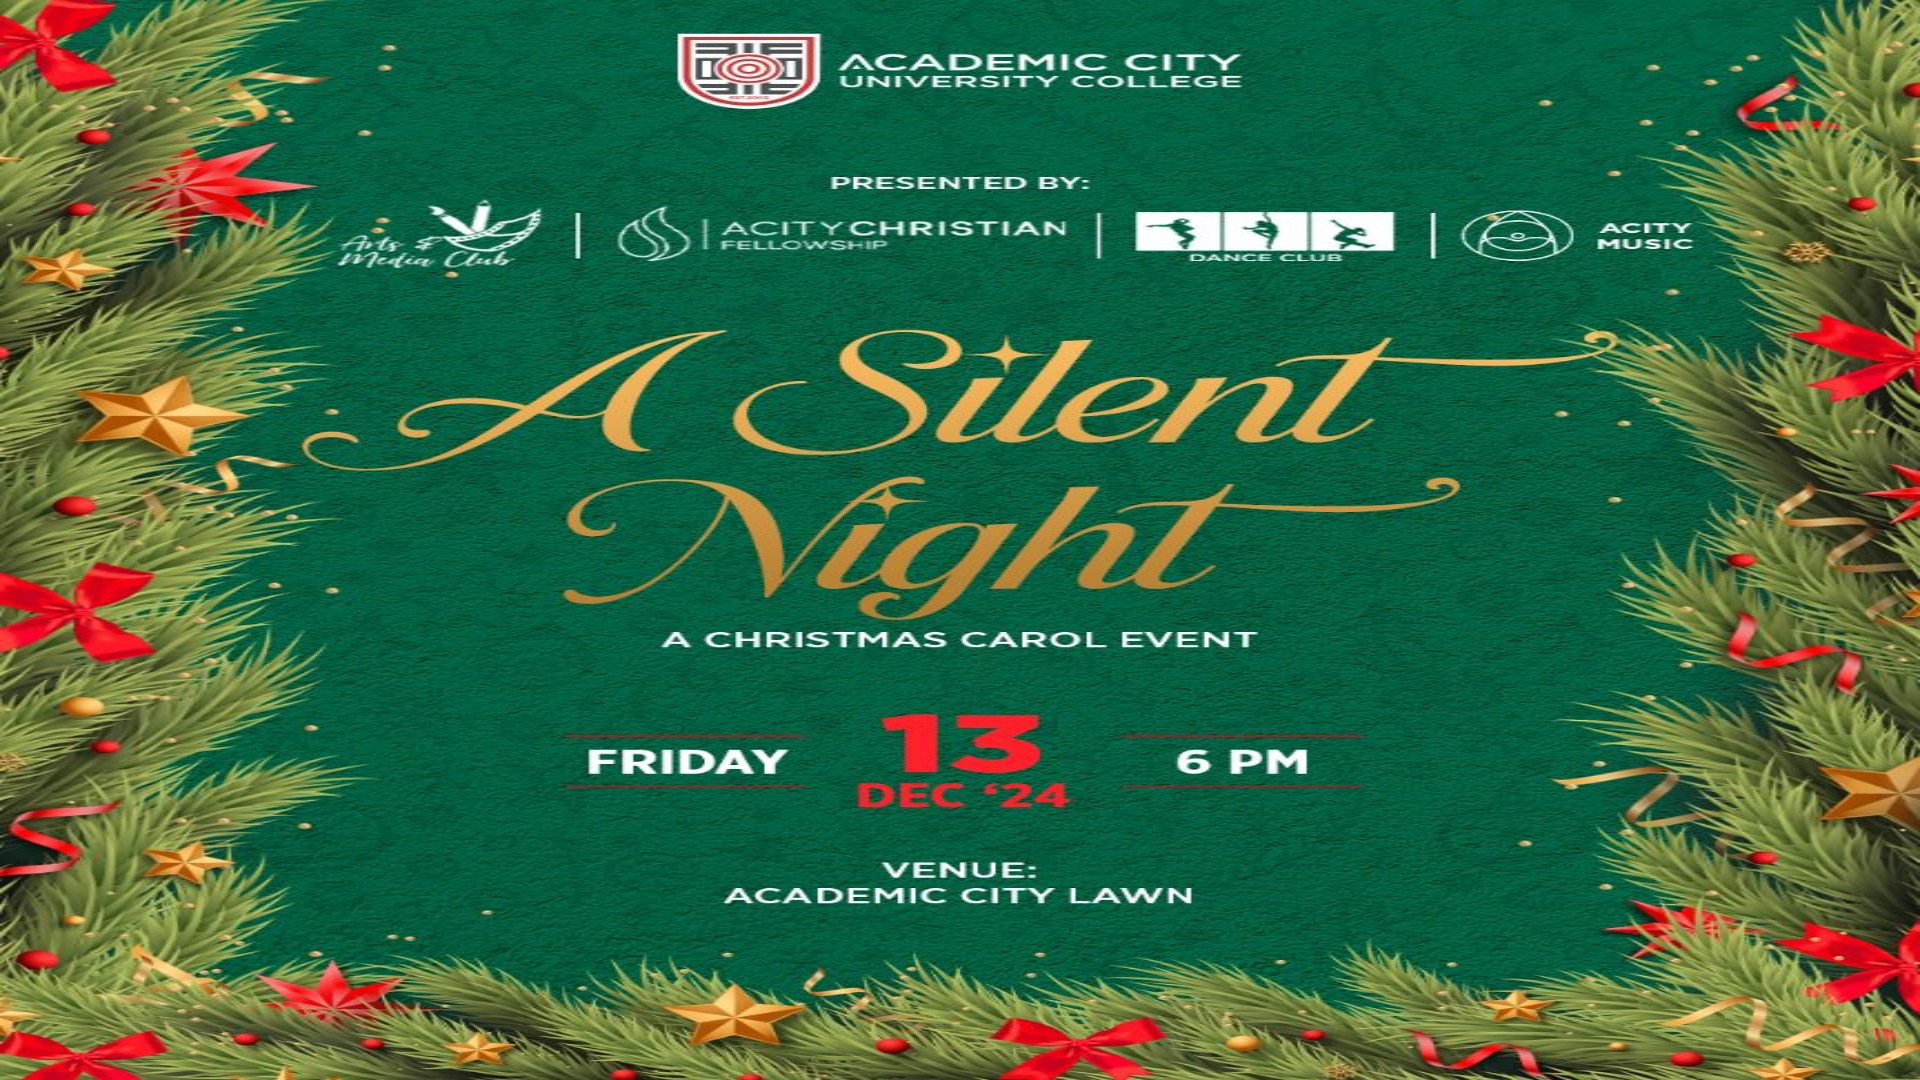 ACADEMIC CITY
UNIVERSITY COLLEGE
PRESENTED BY:
Arts &
Media Club
ACITY CHRISTIAN
FELLOWSHIP
DANCE CLUB
ACITY
MUSIC
A Silent
Night
A CHRISTMAS CAROL EVENT
FRIDAY
13
DEC ‘24
6 PM
VENUE:
ACADEMIC CITY LAWN